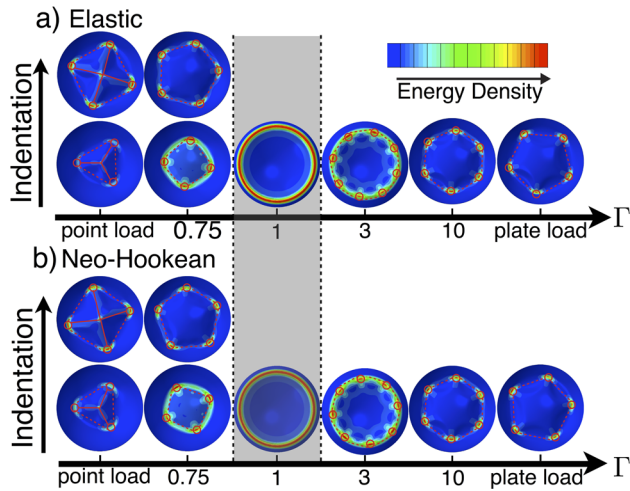 a) Elastic
Energy Density
Indentation
point load 0.75 1 3 10 plate load Γ
b) Neo-Hookean
Indentation
point load 0.75 1 3 10 plate load Γ